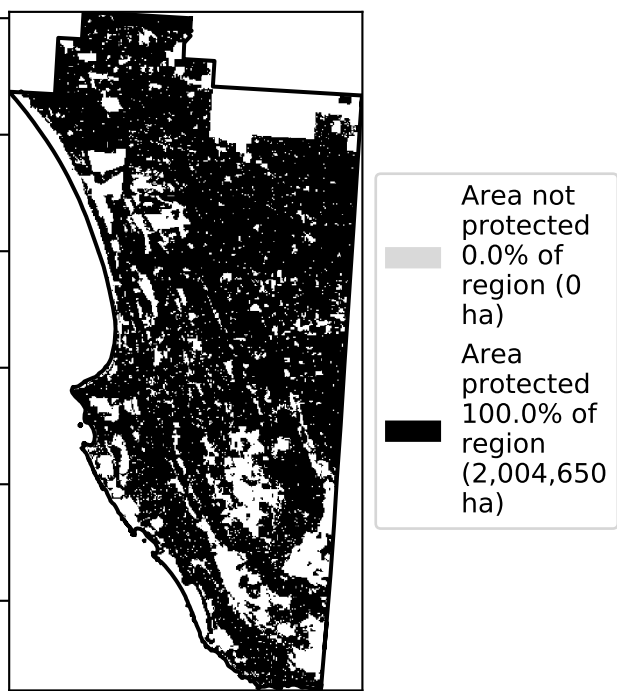 Area not
protected
0.0% of
region (0
ha)
Area
protected
100.0% of
region
(2,004,650
ha)